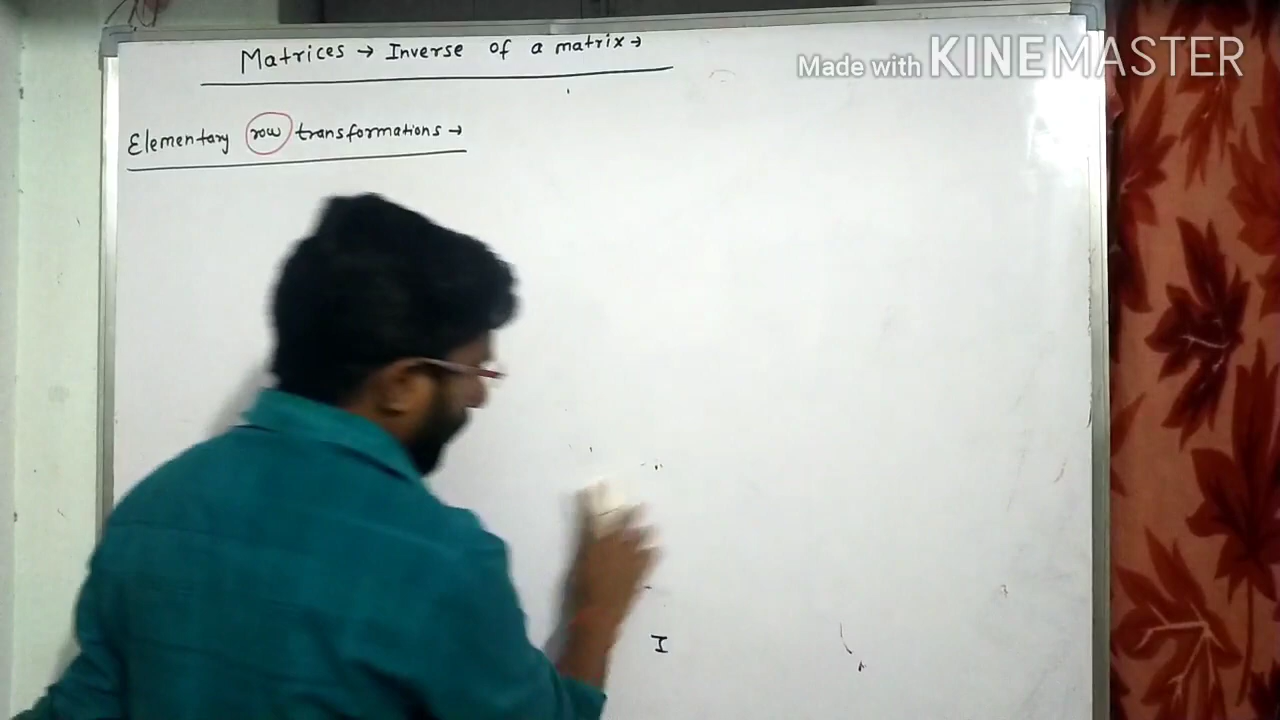 Matrices → Inverse of a matrix →
Made with KINEMASTER
Elementary row transformations →
I